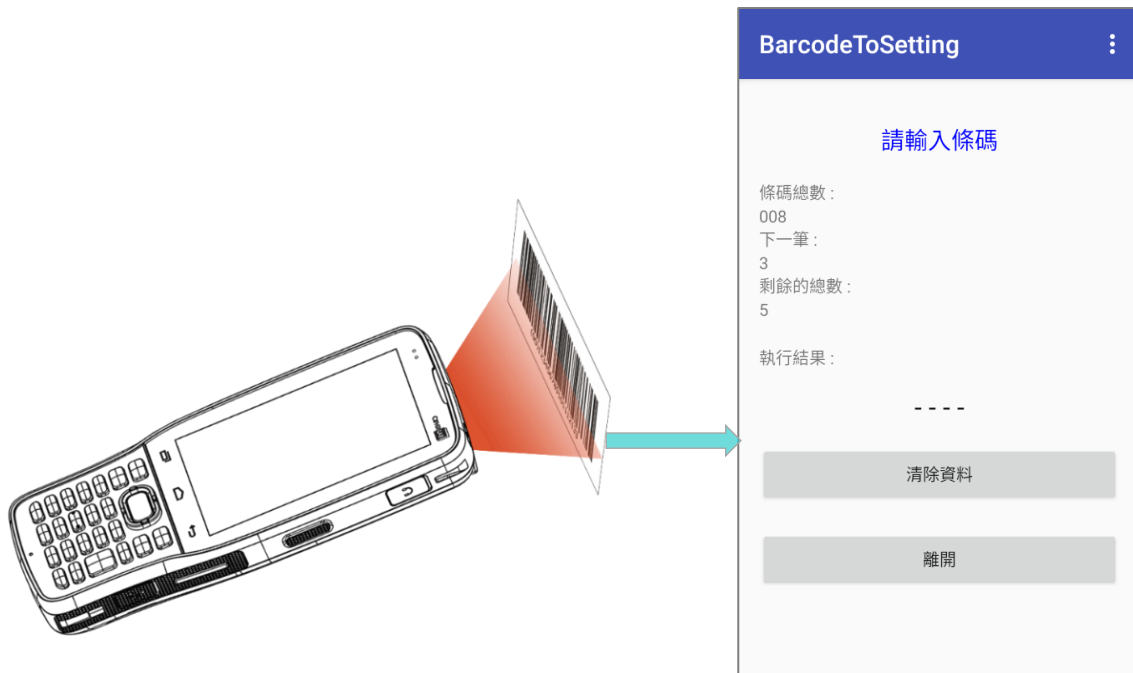 BarcodeToSetting
請輸入條碼
條碼總數 :
008
下一筆 :
3
剩餘的總數 :
5
執行結果 :
- - - -
清除資料
離開